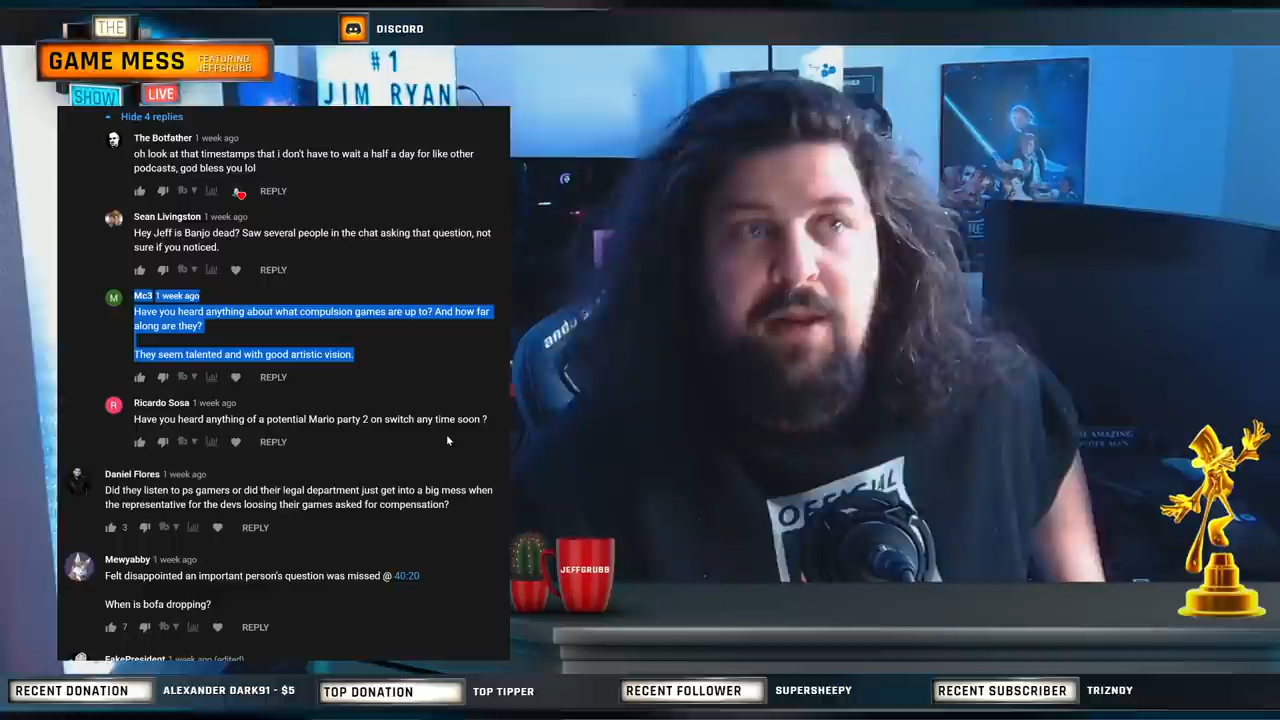 THE
GAME MESS
FEATURING
JEFFGRUBB
SHOW
LIVE
DISCORD
#1
JIM RYAN
Hide 4 replies
The Botfather 1 week ago
oh look at that timestamps that i don't have to wait a half a day for like other
podcasts, god bless you lol
REPLY
Sean Livingston 1 week ago
Hey Jeff is Banjo dead? Saw several people in the chat asking that question, not
sure if you noticed.
REPLY
M
Mc3 1 week ago
Have you heard anything about what compulsion games are up to? And how far
along are they?
They seem talented and with good artistic vision.
REPLY
R
Ricardo Sosa 1 week ago
Have you heard anything of a potential Mario party 2 on switch any time soon ?
REPLY
Daniel Flores 1 week ago
Did they listen to ps gamers or did their legal department just get into a big mess when
the representative for the devs loosing their games asked for compensation?
3
REPLY
Mewyabby 1 week ago
Felt disappointed an important person's question was missed @ 40:20
When is bofa dropping?
7
REPLY
FakePresident 1 week ago (edited)
anda s
OFFICIAL
AMAZING
JEFFGRUBB
RECENT DONATION
ALEXANDER DARK91 - $5
TOP DONATION
TOP TIPPER
RECENT FOLLOWER
SUPERSHEEPY
RECENT SUBSCRIBER
TRIZNDY